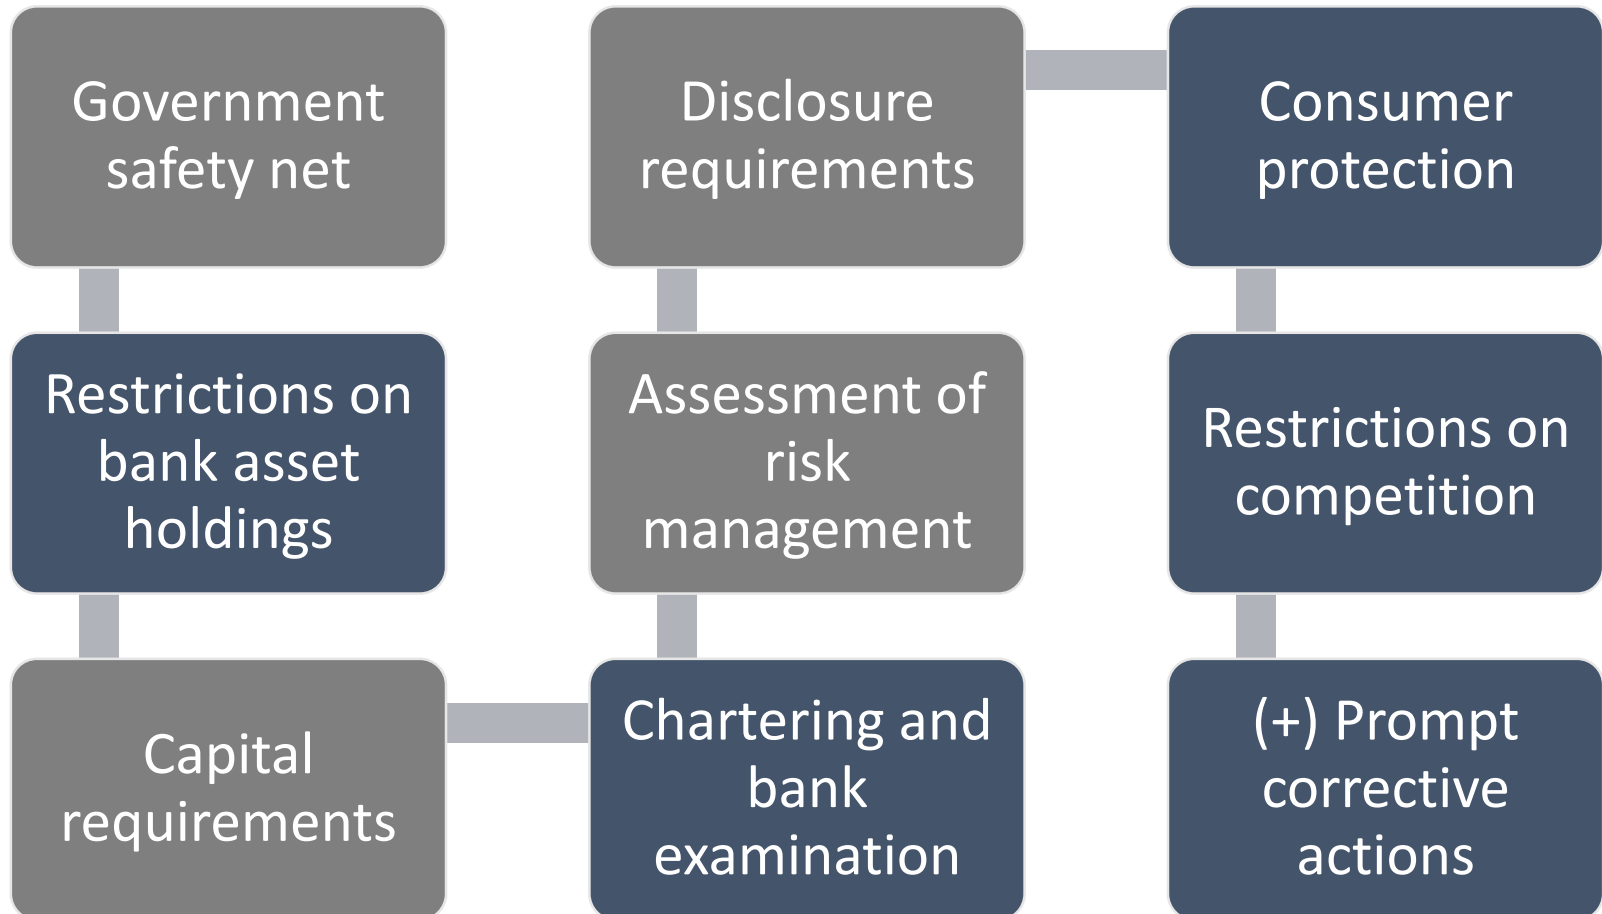 Government
safety net
Restrictions on
bank asset
holdings
Capital
requirements
Chartering and
bank
examination
Assessment of
risk
management
Disclosure
requirements
Consumer
protection
Restrictions on
competition
(+) Prompt
corrective
actions